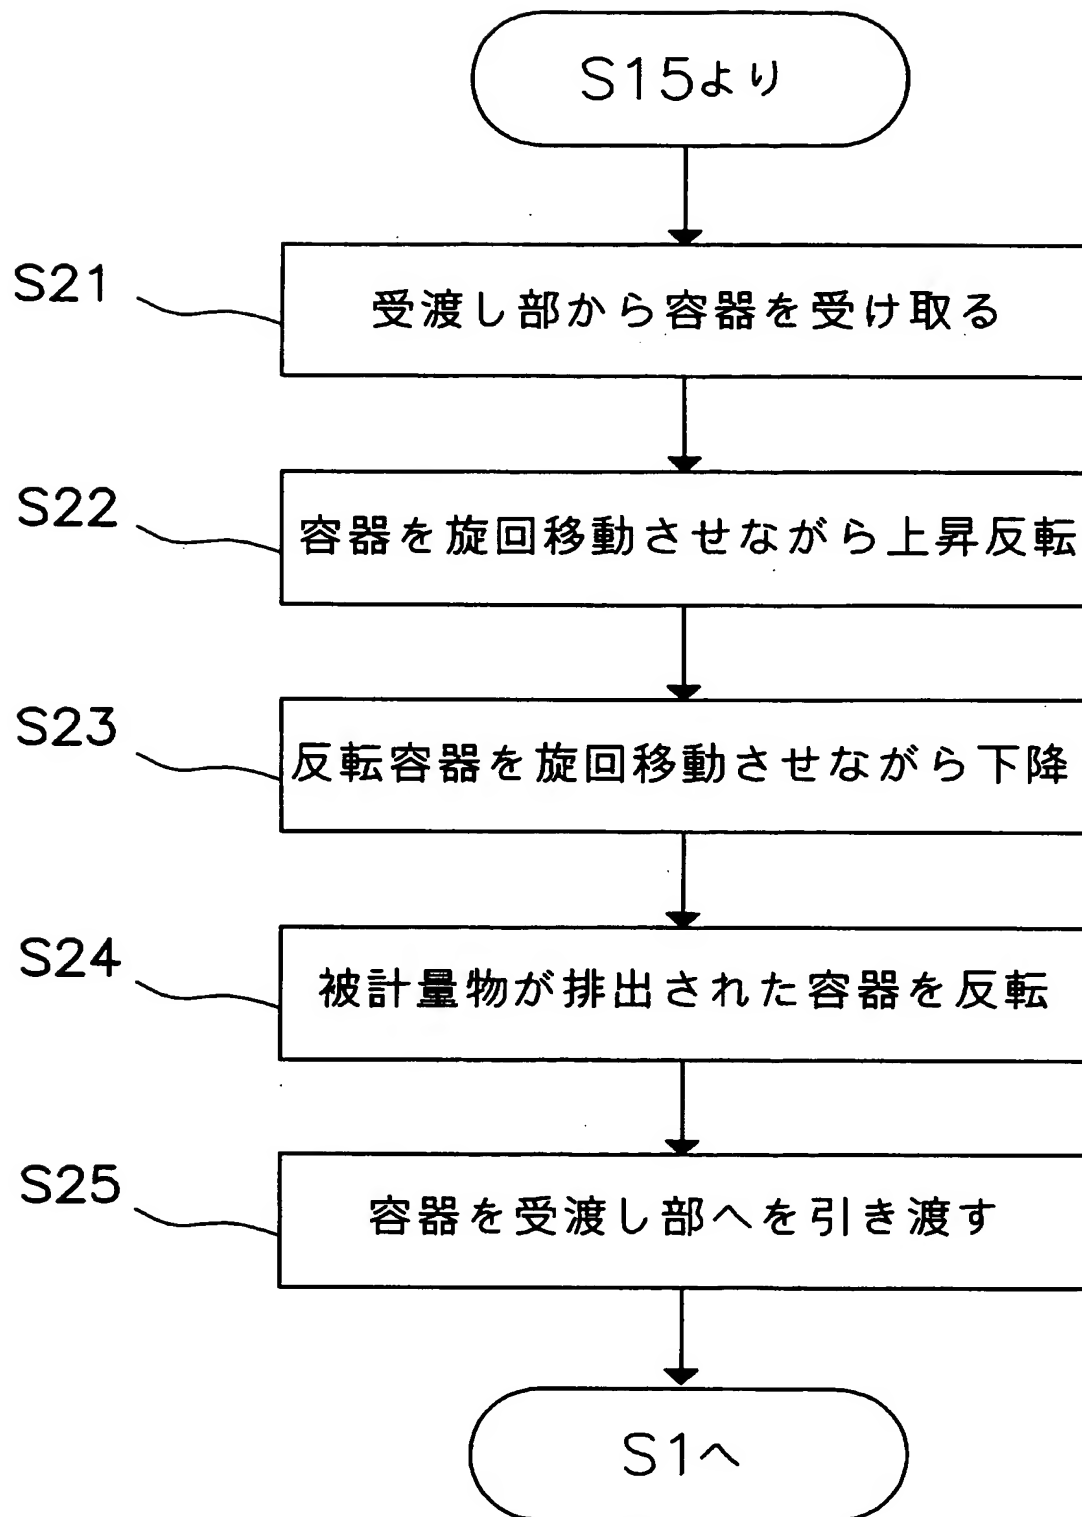 S15より
S21
受渡し部から容器を受け取る
S22
容器を旋回移動させながら上昇反転
S23
反転容器を旋回移動させながら下降
S24
被計量物が排出された容器を反転
S25
容器を受渡し部へを引き渡す
S1へ